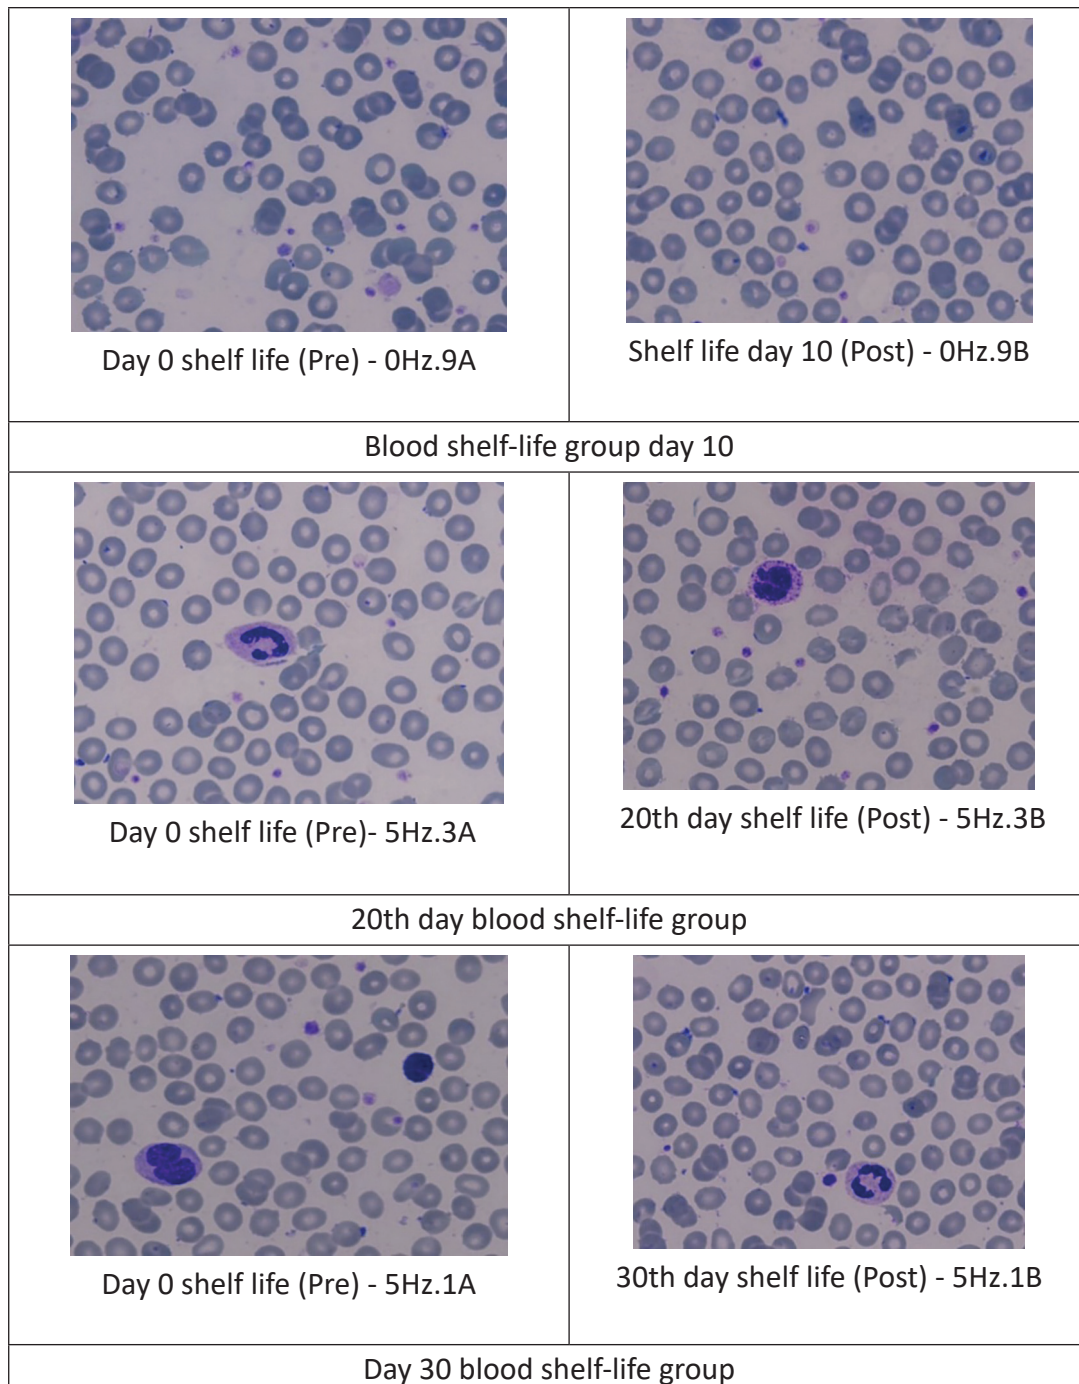 Day 0 shelf life (Pre) - 0Hz.9A
Shelf life day 10 (Post) - 0Hz.9B
Blood shelf-life group day 10
Day 0 shelf life (Pre)- 5Hz.3A
20th day shelf life (Post) - 5Hz.3B
20th day blood shelf-life group
Day 0 shelf life (Pre) - 5Hz.1A
30th day shelf life (Post) - 5Hz.1B
Day 30 blood shelf-life group